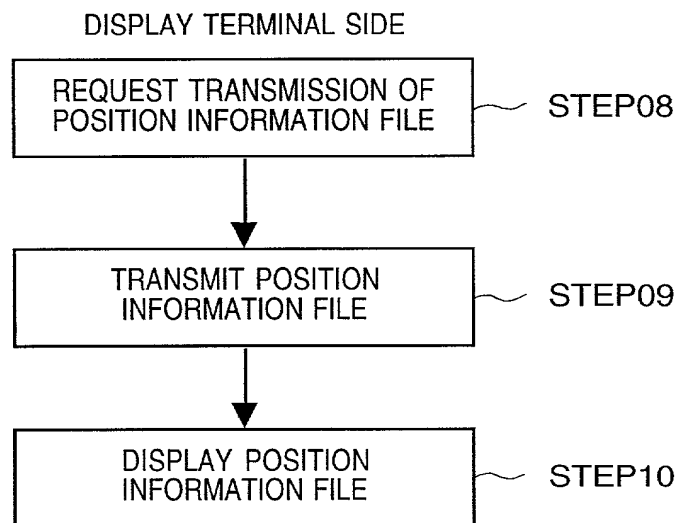 DISPLAY TERMINAL SIDE
REQUEST TRANSMISSION OF
POSITION INFORMATION FILE
STEP08
TRANSMIT POSITION
INFORMATION FILE
STEP09
DISPLAY POSITION
INFORMATION FILE
STEP10